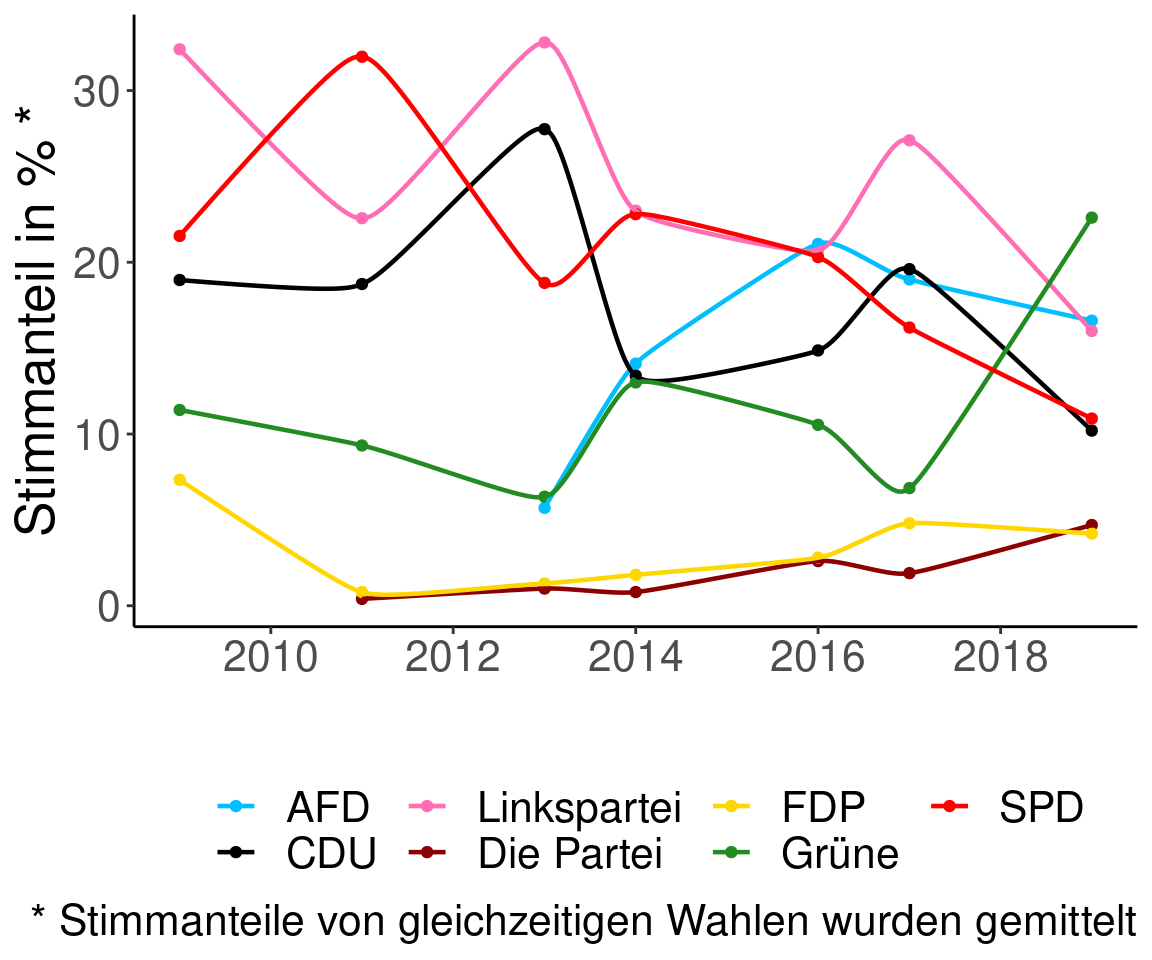 Stimmanteil in % *
30
20
10
0
2010 2012 2014 2016 2018
AFD Linkspartei FDP SPD
CDU Die Partei Grüne
* Stimmanteile von gleichzeitigen Wahlen wurden gemittelt